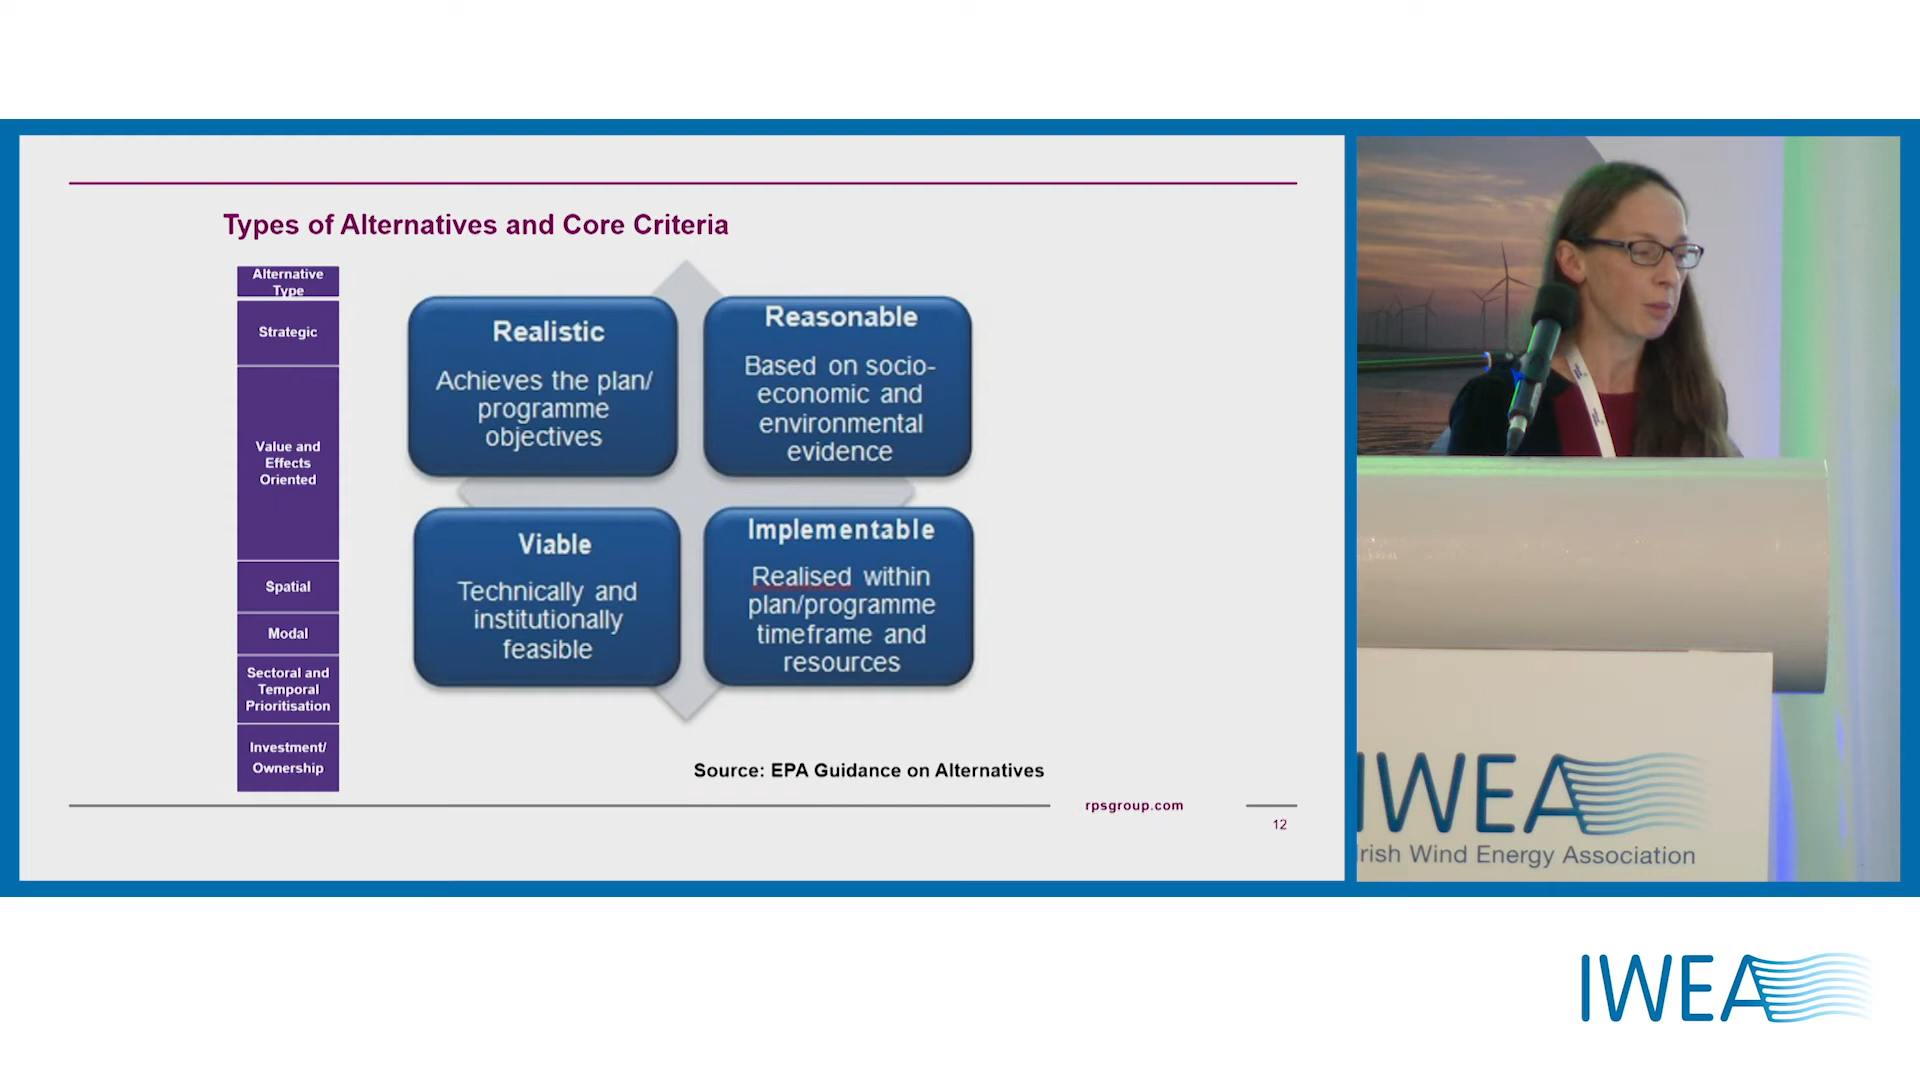 Types of Alternatives and Core Criteria
Alternative
Type
Strategic
Value and
Effects
Oriented
Spatial
Modal
Sectoral and
Temporal
Prioritisation
Investment/
Ownership
Realistic
Achieves the plan/
programme
objectives
Reasonable
Based on socio-
economic and
environmental
evidence
Viable
Technically and
institutionally
feasible
Implementable
Realised within
plan/programme
timeframe and
resources
Source: EPA Guidance on Alternatives
rpsgroup.com
12
IWEA
Irish Wind Energy Association
IWEA